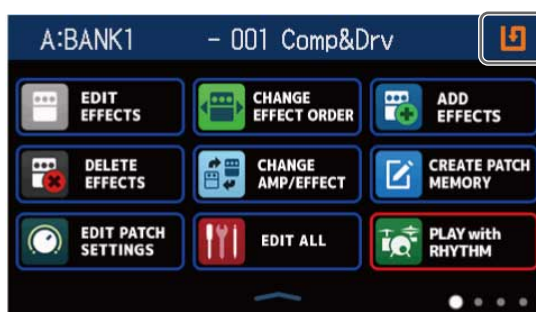 A:BANK1 - 001 Comp&Drv
EDIT
EFFECTS
CHANGE
EFFECT ORDER
ADD
EFFECTS
DELETE
EFFECTS
CHANGE
AMP/EFFECT
CREATE PATCH
MEMORY
EDIT PATCH
SETTINGS
EDIT ALL
PLAY with
RHYTHM